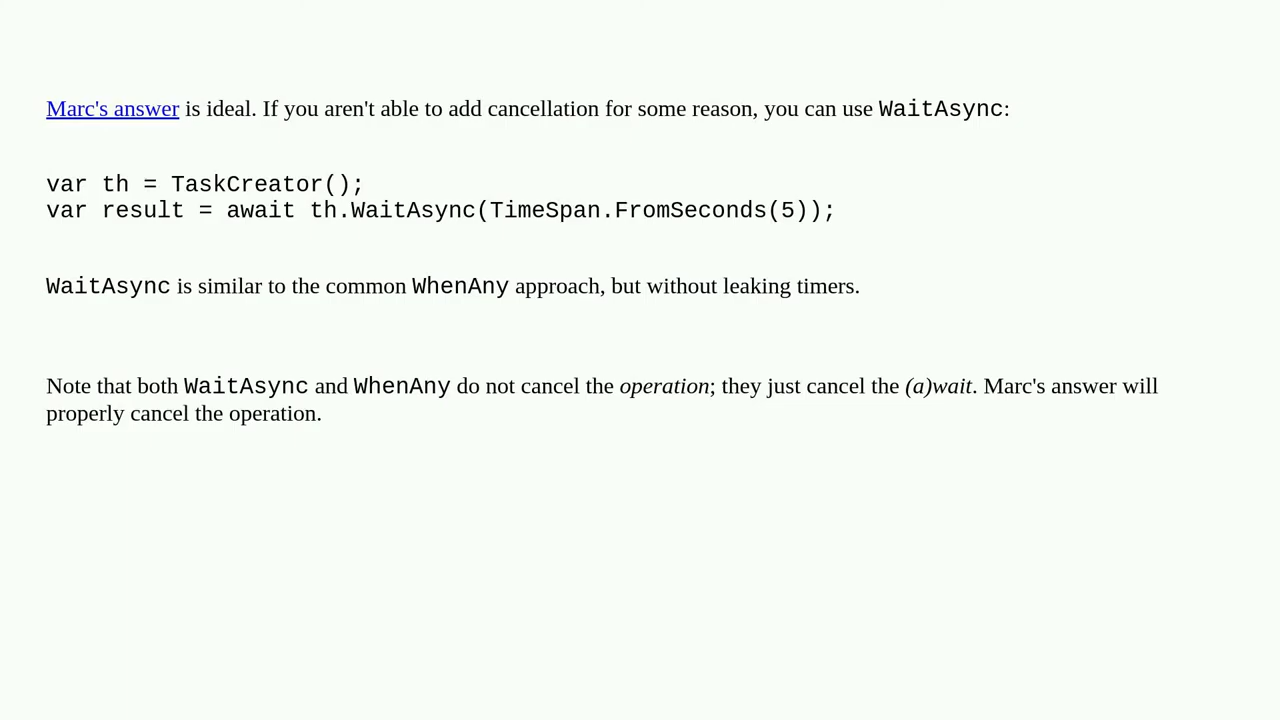 Marc's answer is ideal. If you aren't able to add cancellation for some reason, you can use WaitAsync:
var th = TaskCreator();
var result = await th.WaitAsync(TimeSpan.FromSeconds(5));
WaitAsync is similar to the common WhenAny approach, but without leaking timers.
Note that both WaitAsync and WhenAny do not cancel the operation; they just cancel the (a)wait. Marc's answer will
properly cancel the operation.